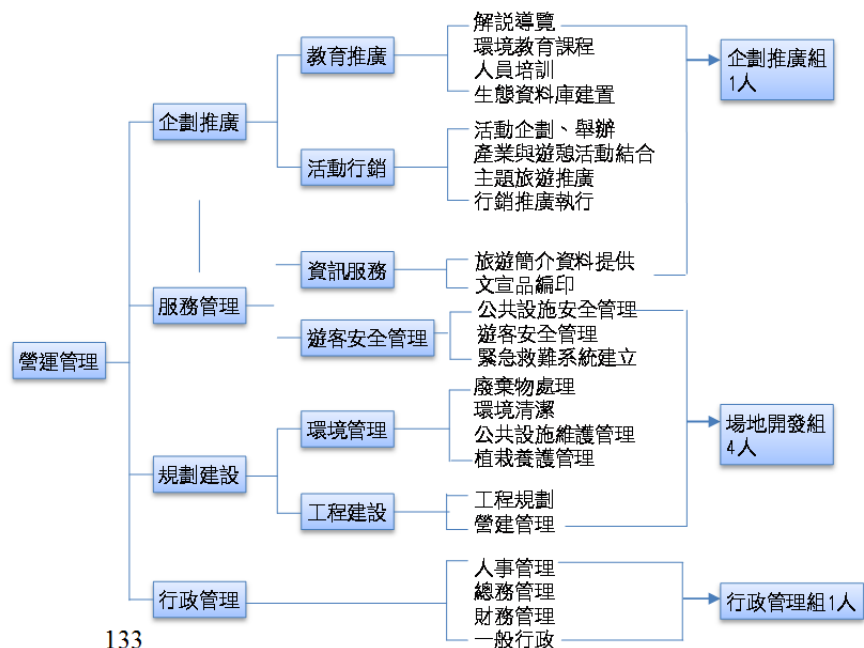 解說導覽
環境教育課程
人員培訓
生態資料庫建置
教育推廣
企劃推廣組
1人
企劃推廣
活動企劃、舉辦
產業與遊憩活動結合
主題旅遊推廣
行銷推廣執行
活動行銷
資訊服務
旅遊簡介資料提供
文宣品編印
服務管理
遊客安全管理
公共設施安全管理
遊客安全管理
緊急救難系統建立
營運管理
廢棄物處理
環境清潔
公共設施維護管理
植栽養護管理
環境管理
場地開發組
4人
規劃建設
工程建設
工程規劃
營建管理
行政管理
人事管理
總務管理
財務管理
一般行政
行政管理組1人
133